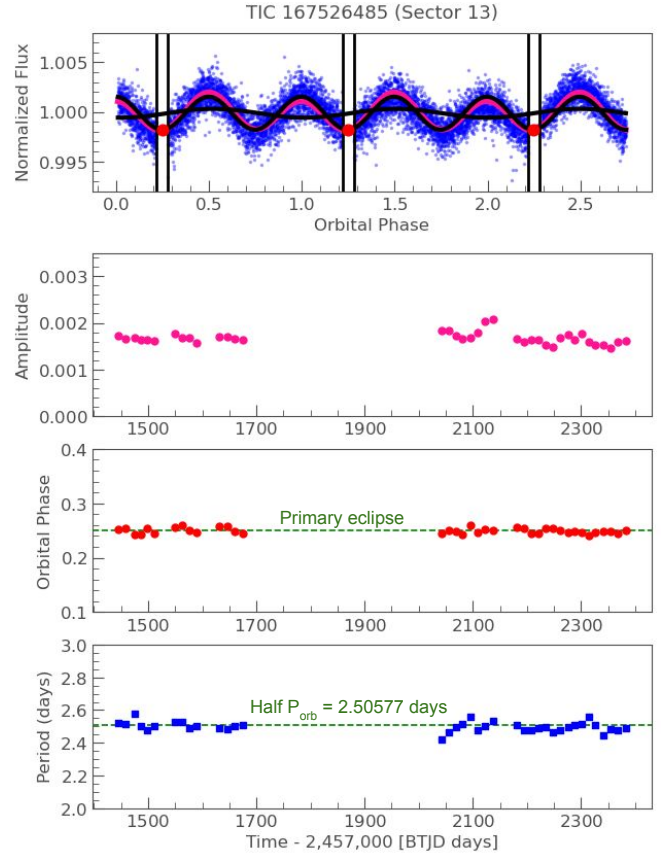 TIC 167526485 (Sector 13)
1.005
1.000
0.995
Normalized Flux
0.0 0.5 1.0 1.5 2.0 2.5
Orbital Phase
0.003
0.002
0.001
0.000
Amplitude
1500 1700 1900 2100 2300
0.4
0.3
0.2
0.1
Orbital Phase
Primary eclipse
1500 1700 1900 2100 2300
3.0
2.8
2.6
2.4
2.2
2.0
Period (days)
Half Porb = 2.50577 days
1500 1700 1900 2100 2300
Time - 2,457,000 [BTJD days]